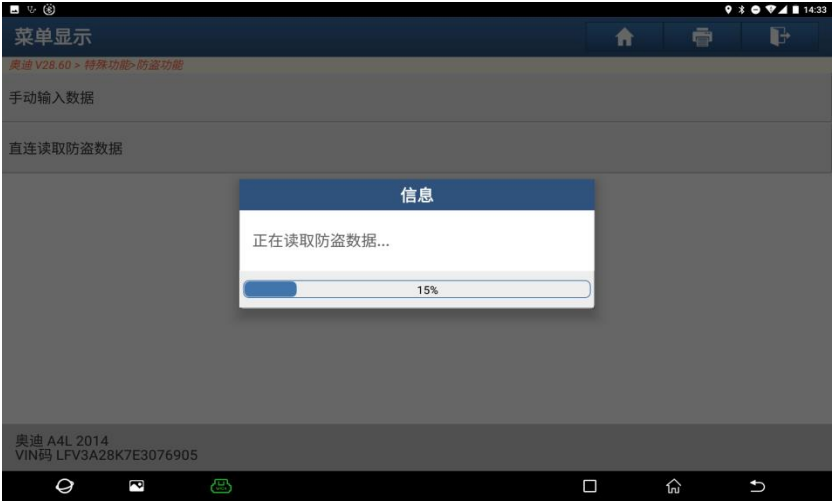 14:33
菜单显示
奥迪 V28.60 > 特殊功能>防盗功能
手动输入数据
直连读取防盗数据
信息
正在读取防盗数据...
15%
奥迪 A4L 2014
VIN码 LFV3A28K7E3076905